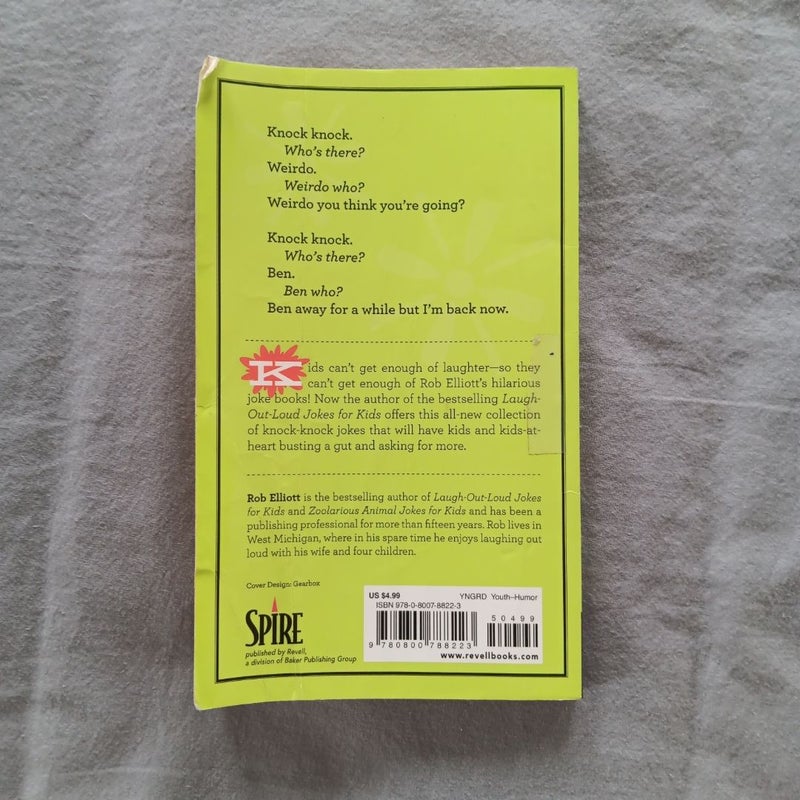 Knock knock.
Who's there?
Weirdo.
Weirdo who?
Weirdo you think you're going?
Knock knock.
Who's there?
Ben.
Ben who?
Ben away for a while but I'm back now.
Kids can't get enough of laughter—so they
can't get enough of Rob Elliott's hilarious
joke books! Now the author of the bestselling Laugh-
Out-Loud Jokes for Kids offers this all-new collection
of knock-knock jokes that will have kids and kids-at-
heart busting a gut and asking for more.
Rob Elliott is the bestselling author of Laugh-Out-Loud Jokes
for Kids and Zoolarious Animal Jokes for Kids and has been a
publishing professional for more than fifteen years. Rob lives in
West Michigan, where in his spare time he enjoys laughing out
loud with his wife and four children.
Cover Design: Gearbox
SPIRE
published by Revell,
a division of Baker Publishing Group
US $4.99 YNGRD Youth–Humor
ISBN 978-0-8007-8822-3
50499
9 780800 788223
www.revellbooks.com